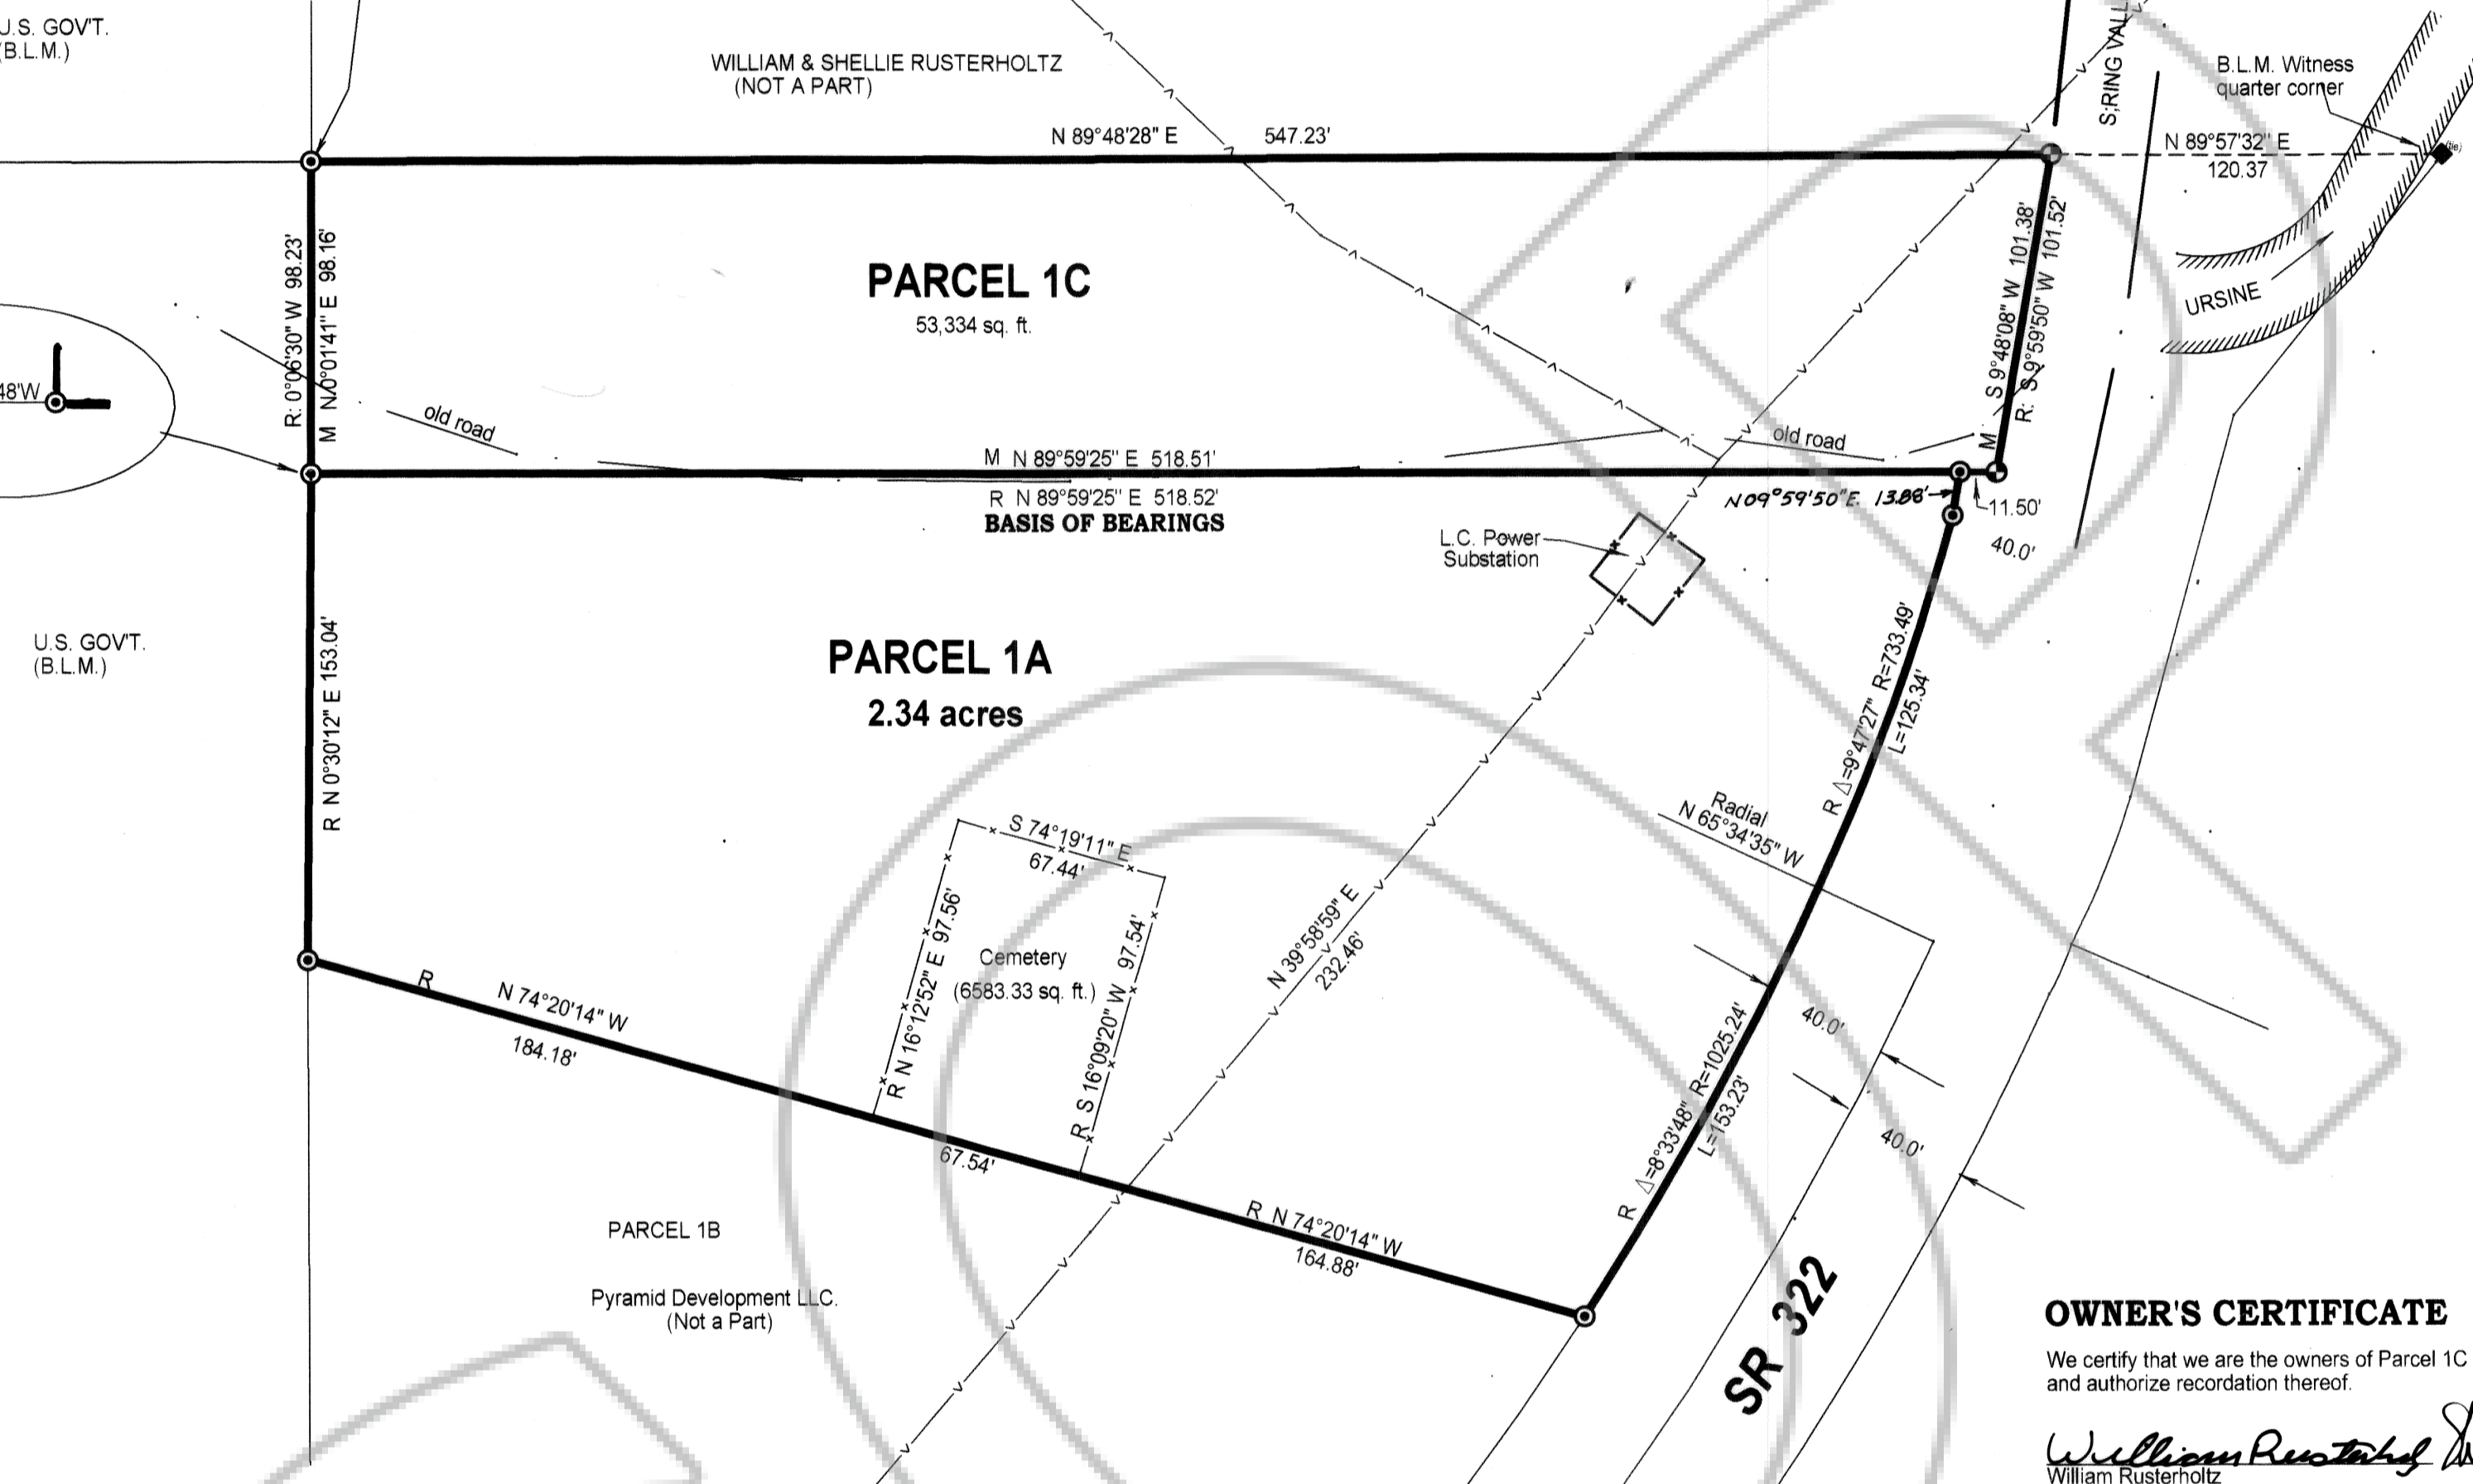 U.S. GOV'T.
(B.L.M.)
WILLIAM & SHELLIE RUSTERHOLTZ
(NOT A PART)
S;RING VALL
B.L.M. Witness
quarter corner
N 89°48'28" E 547.23'
N 89°57'32" E
120.37
(tie)
R: 0°06'30" W 98.23'
M N 0°01'41" E 98.16'
PARCEL 1C
53,334 sq. ft.
M S 9°48'08" W 101.38'
R: S 9°59'50" W 101.52'
URSINE
48'W
old road
old road
M N 89°59'25" E 518.51'
R N 89°59'25" E 518.52'
BASIS OF BEARINGS
N 09°59'50" E. 13.88'
11.50'
40.0'
L.C. Power
Substation
U.S. GOV'T.
(B.L.M.)
R N 0°30'12" E 153.04'
PARCEL 1A
2.34 acres
R △=9°47'27" R=733.49'
L=125.34'
Radial
N 65°34'35" W
S 74°19'11" E
67.44'
R N 16°12'52" E 97.56'
Cemetery
(6583.33 sq. ft.)
R S 16°09'20" W 97.54'
N 39°58'59" E
232.46'
R N 74°20'14" W
184.18'
67.54'
R N 74°20'14" W
164.88'
R △=8°33'48" R=1025.24'
L=153.23'
40.0'
40.0'
PARCEL 1B
Pyramid Development LLC.
(Not a Part)
SR 322
OWNER'S CERTIFICATE
We certify that we are the owners of Parcel 1C
and authorize recordation thereof.
William Rusterholtz
William Rusterholtz